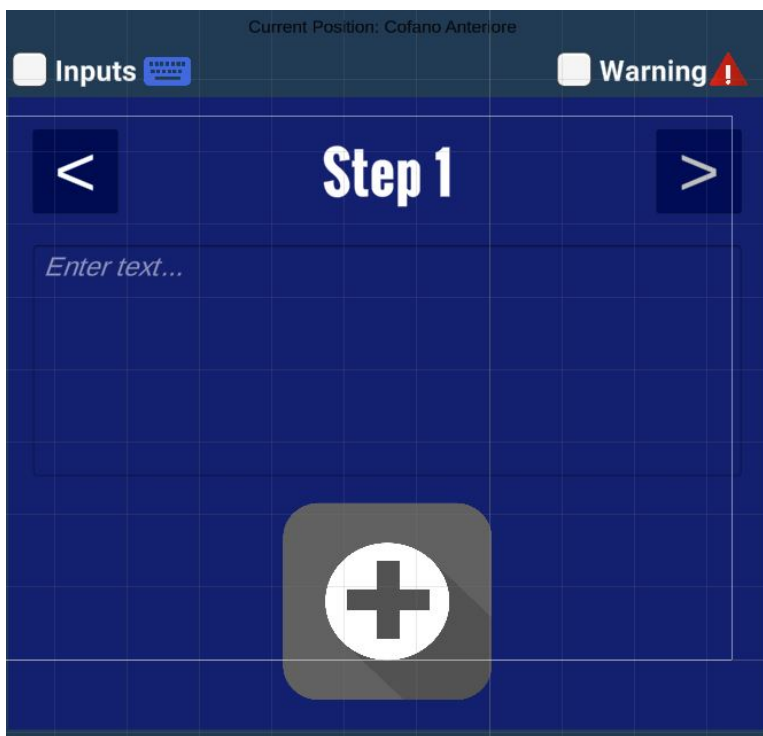 Current Position: Cofano Anteriore
Inputs
Warning
< Step 1 >
Enter text...